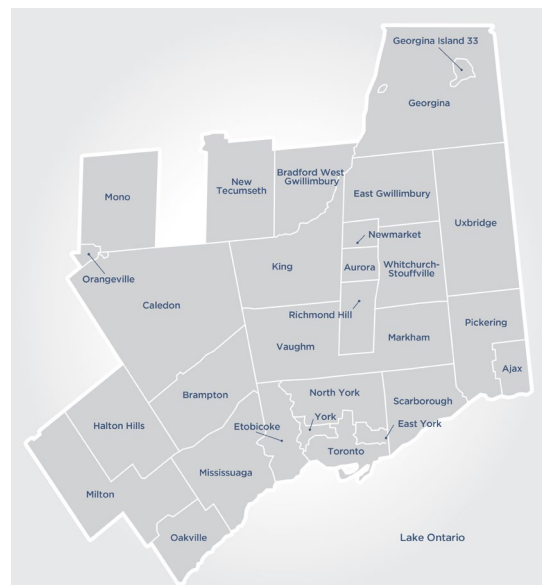 Georgina Island 33
Georgina
Mono
New
Tecumseth
Bradford West
Gwillimbury
East Gwillimbury
Uxbridge
Newmarket
Orangeville
King
Aurora
Whitchurch-
Stouffville
Caledon
Richmond Hill
Vaughm
Markham
Pickering
Ajax
Brampton
North York
Scarborough
Halton Hills
Etobicoke
York
East York
Toronto
Mississuaga
Milton
Oakville
Lake Ontario